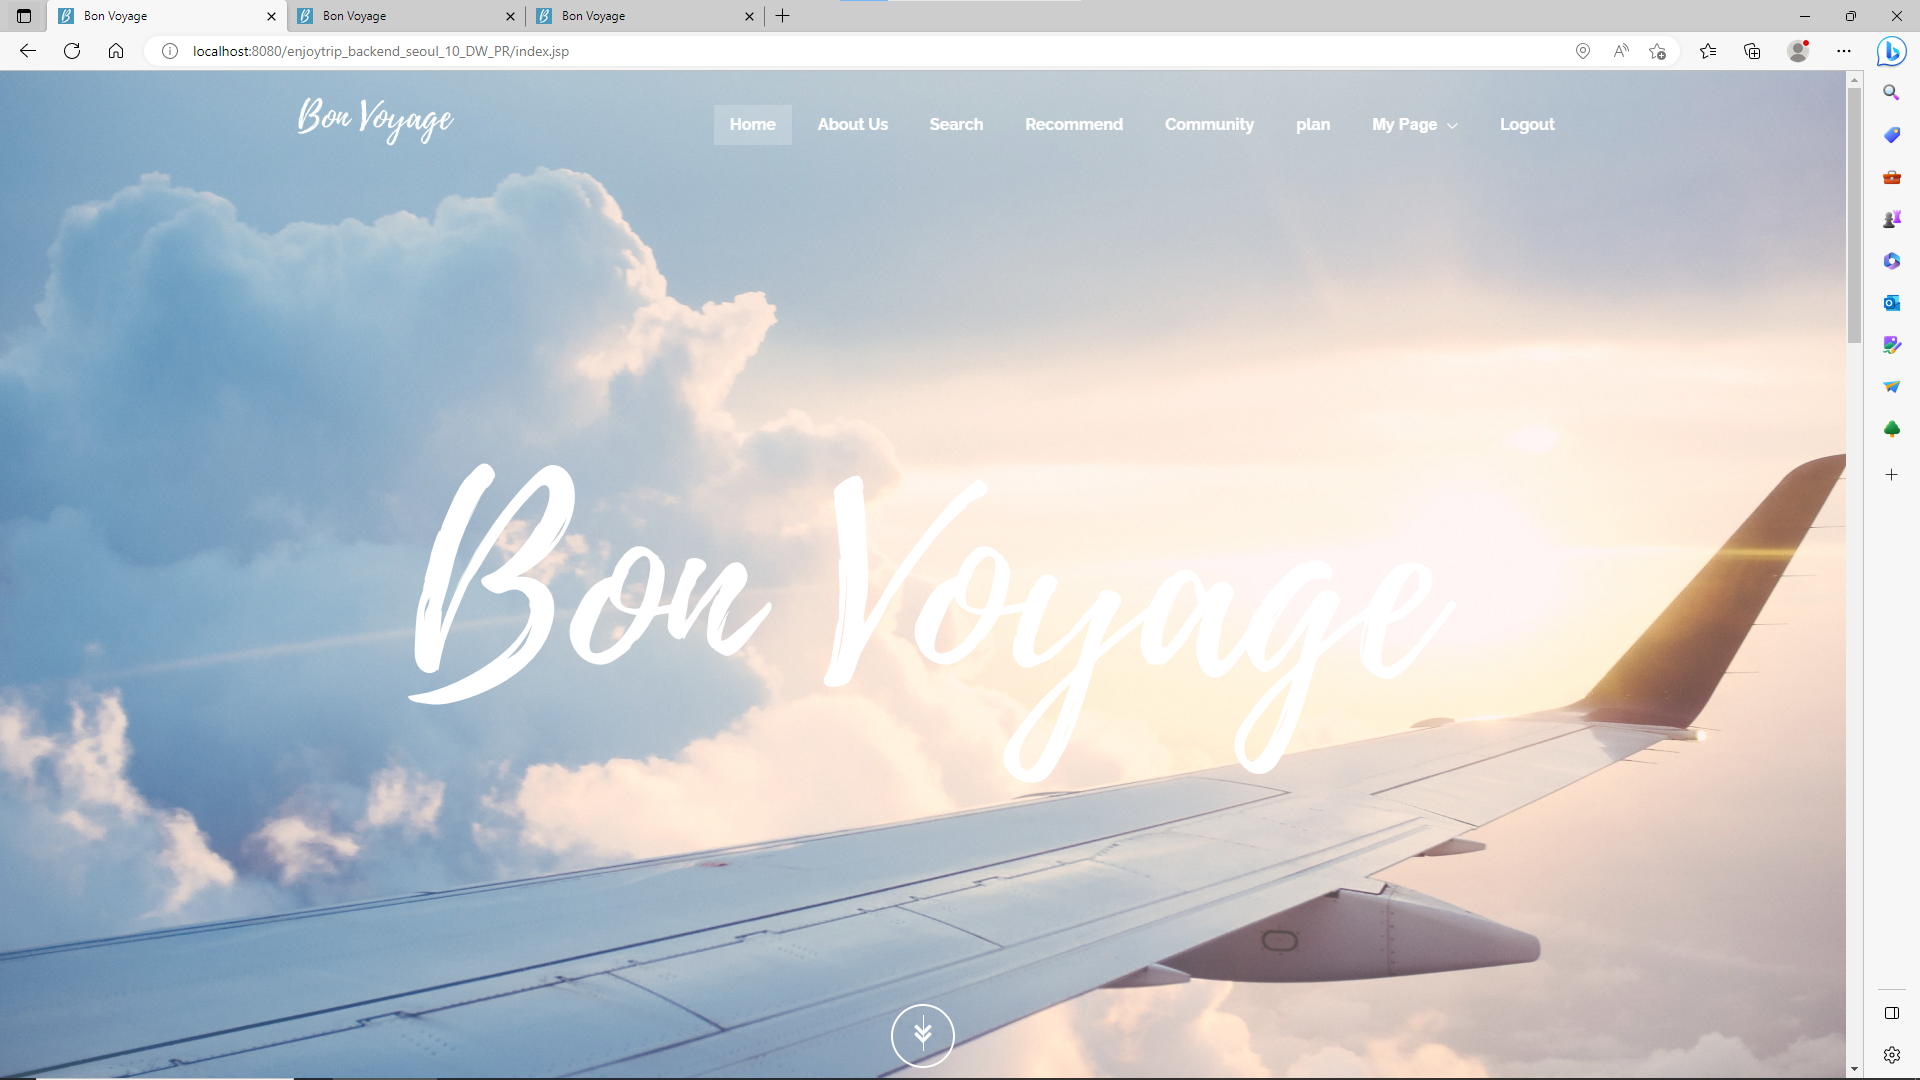 Bon Voyage
Bon Voyage
Bon Voyage
localhost:8080/enjoytrip_backend_seoul_10_DW_PR/index.jsp
Bon Voyage
Home
About Us
Search
Recommend
Community
plan
My Page
Logout
Bon Voyage